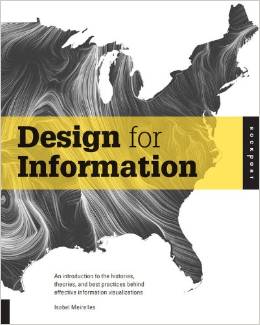 ROCKPORT
Design for
Information
An introduction to the histories,
theories, and best practices behind
effective information visualizations
Isabel Meirelles